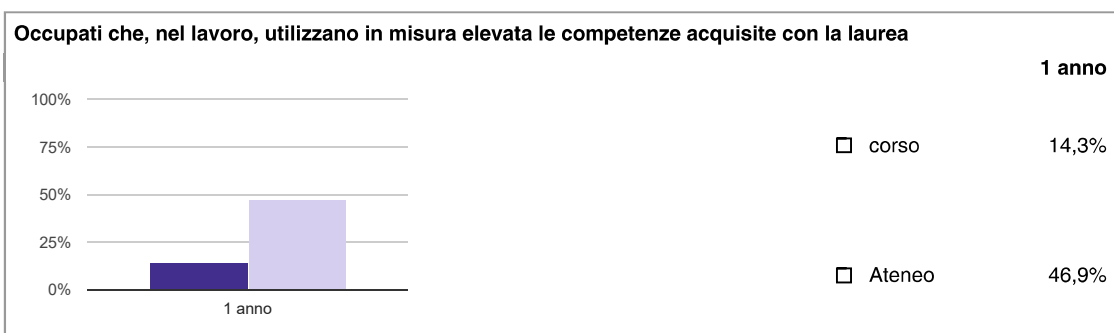 Occupati che, nel lavoro, utilizzano in misura elevata le competenze acquisite con la laurea
1 anno
100%
75%
50%
25%
0%
1 anno
corso 14,3%
Ateneo 46,9%